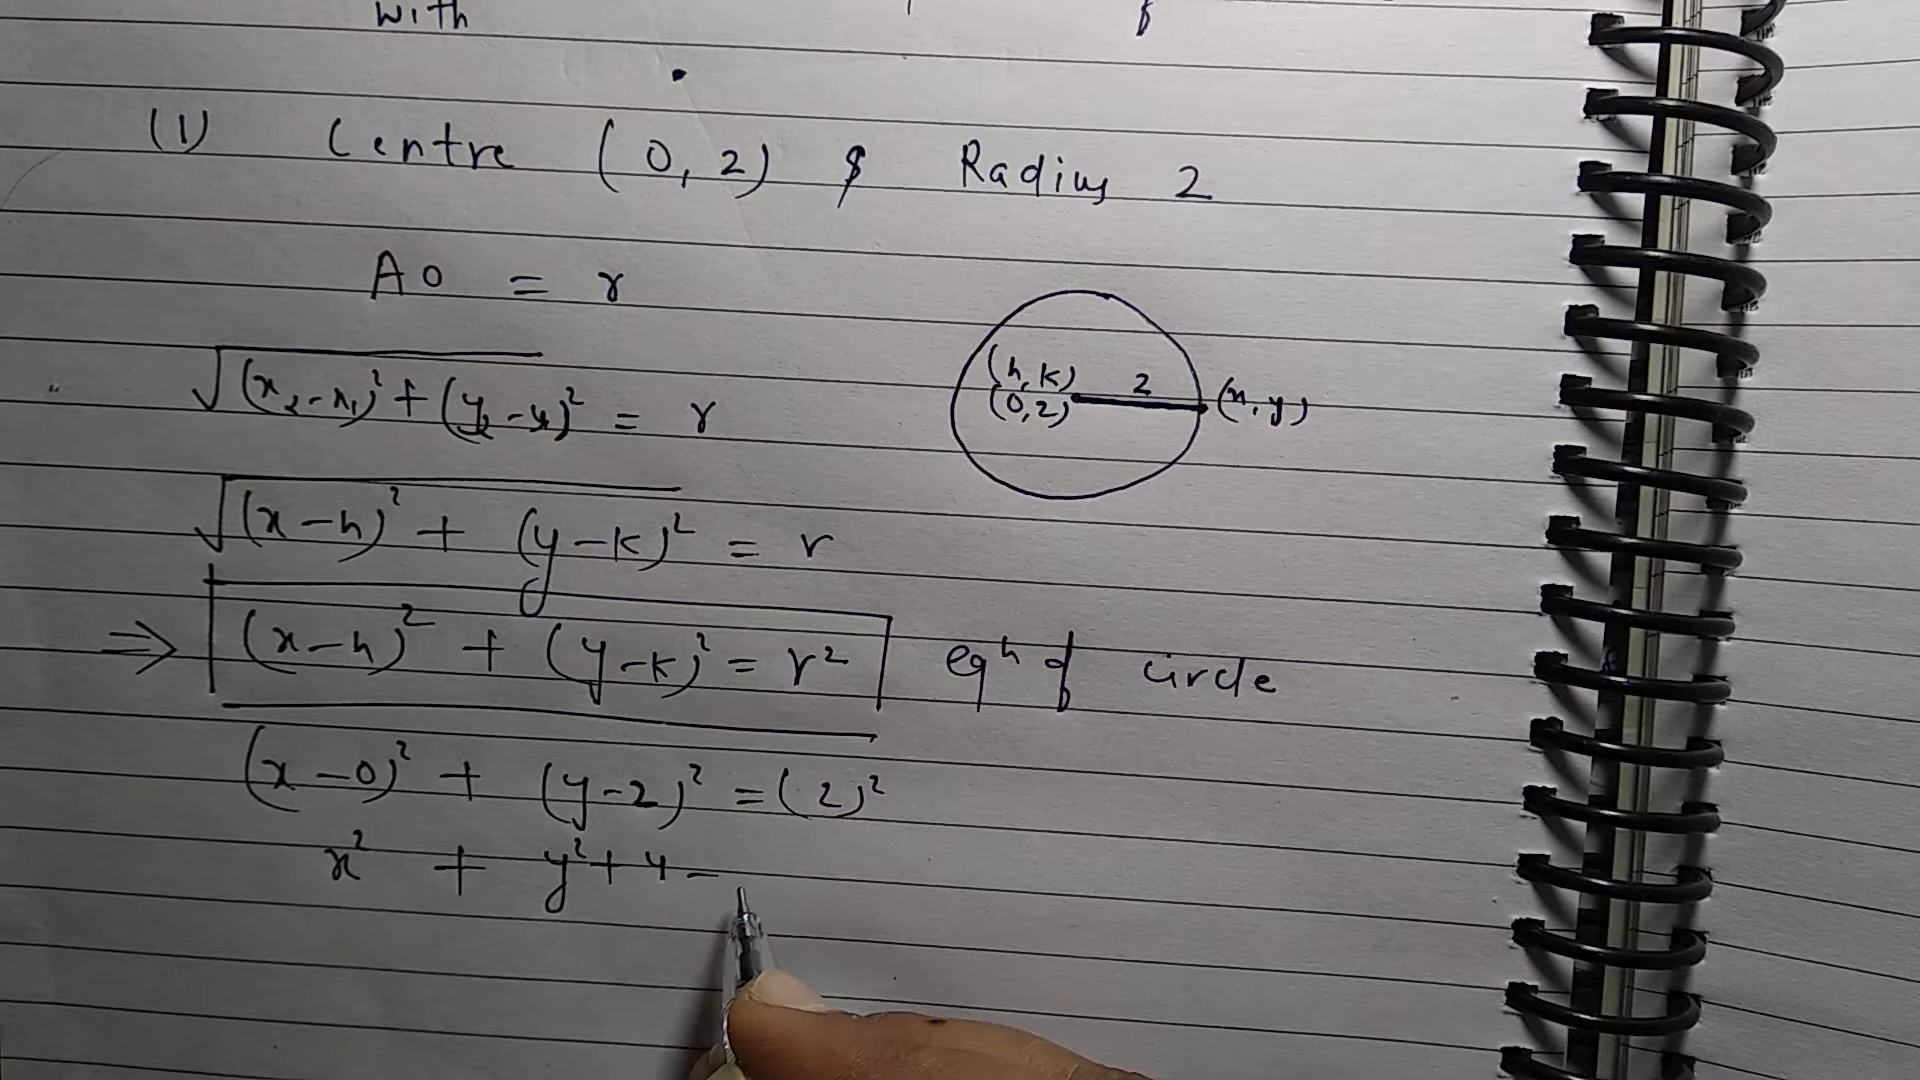 with &
(1) Centre (0, 2) & Radius 2
AO = r
√(x₂-x₁)² + (y₂-y₁)² = r
(h, k)
(0,2) 2 (x, y)
√(x-h)² + (y-k)² = r
⇒ (x-h)² + (y-k)² = r² eqⁿ of circle
(x-0)² + (y-2)² = (2)²
x² + y² + 4 -